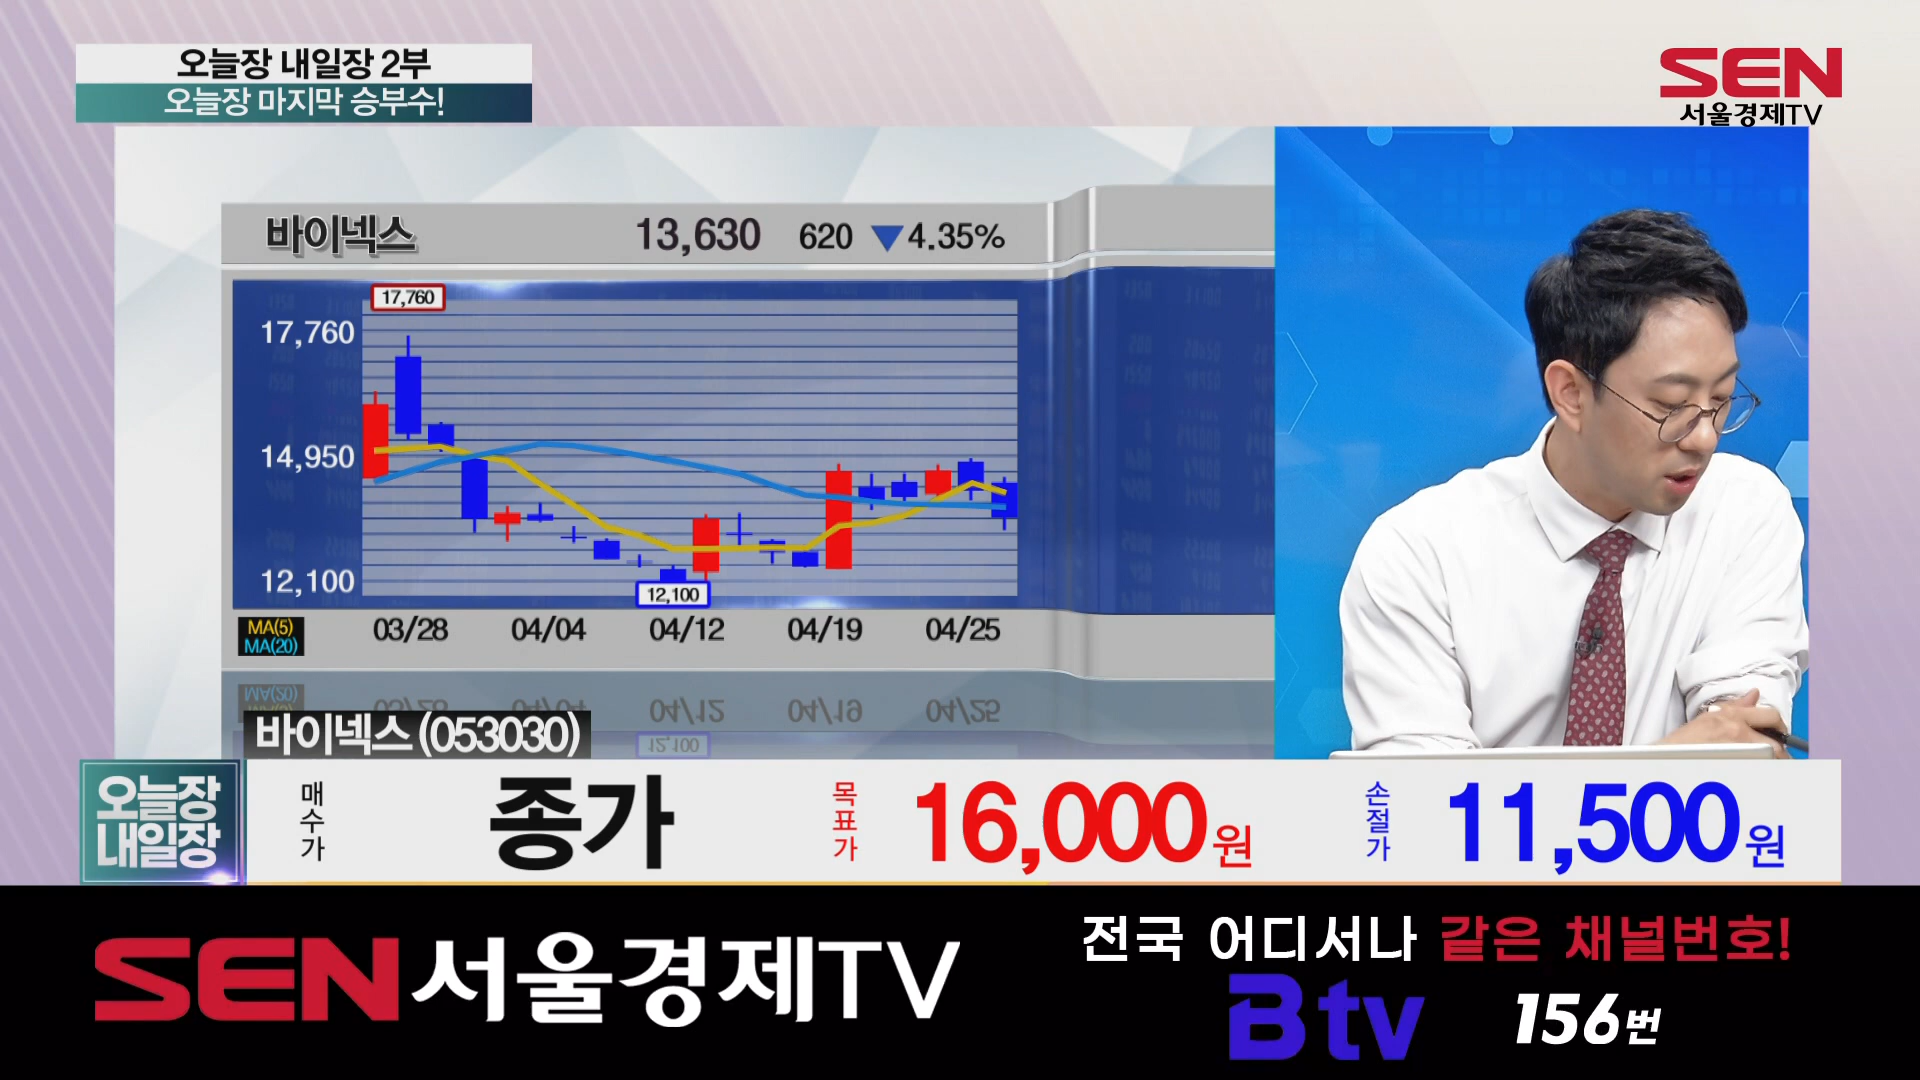 오늘장 내일장 2부
오늘장 마지막 승부수!
SEN
서울경제TV
바이넥스 13,630 620 ▼4.35%
17,760
17,760
14,950
12,100
12,100
MA(5)
MA(20)
03/28 04/04 04/12 04/19 04/25
바이넥스 (053030)
오늘장
내일장
매수가 종가 목표가 16,000원 손절가 11,500원
SEN 서울경제TV
전국 어디서나 같은 채널번호!
B tv 156번